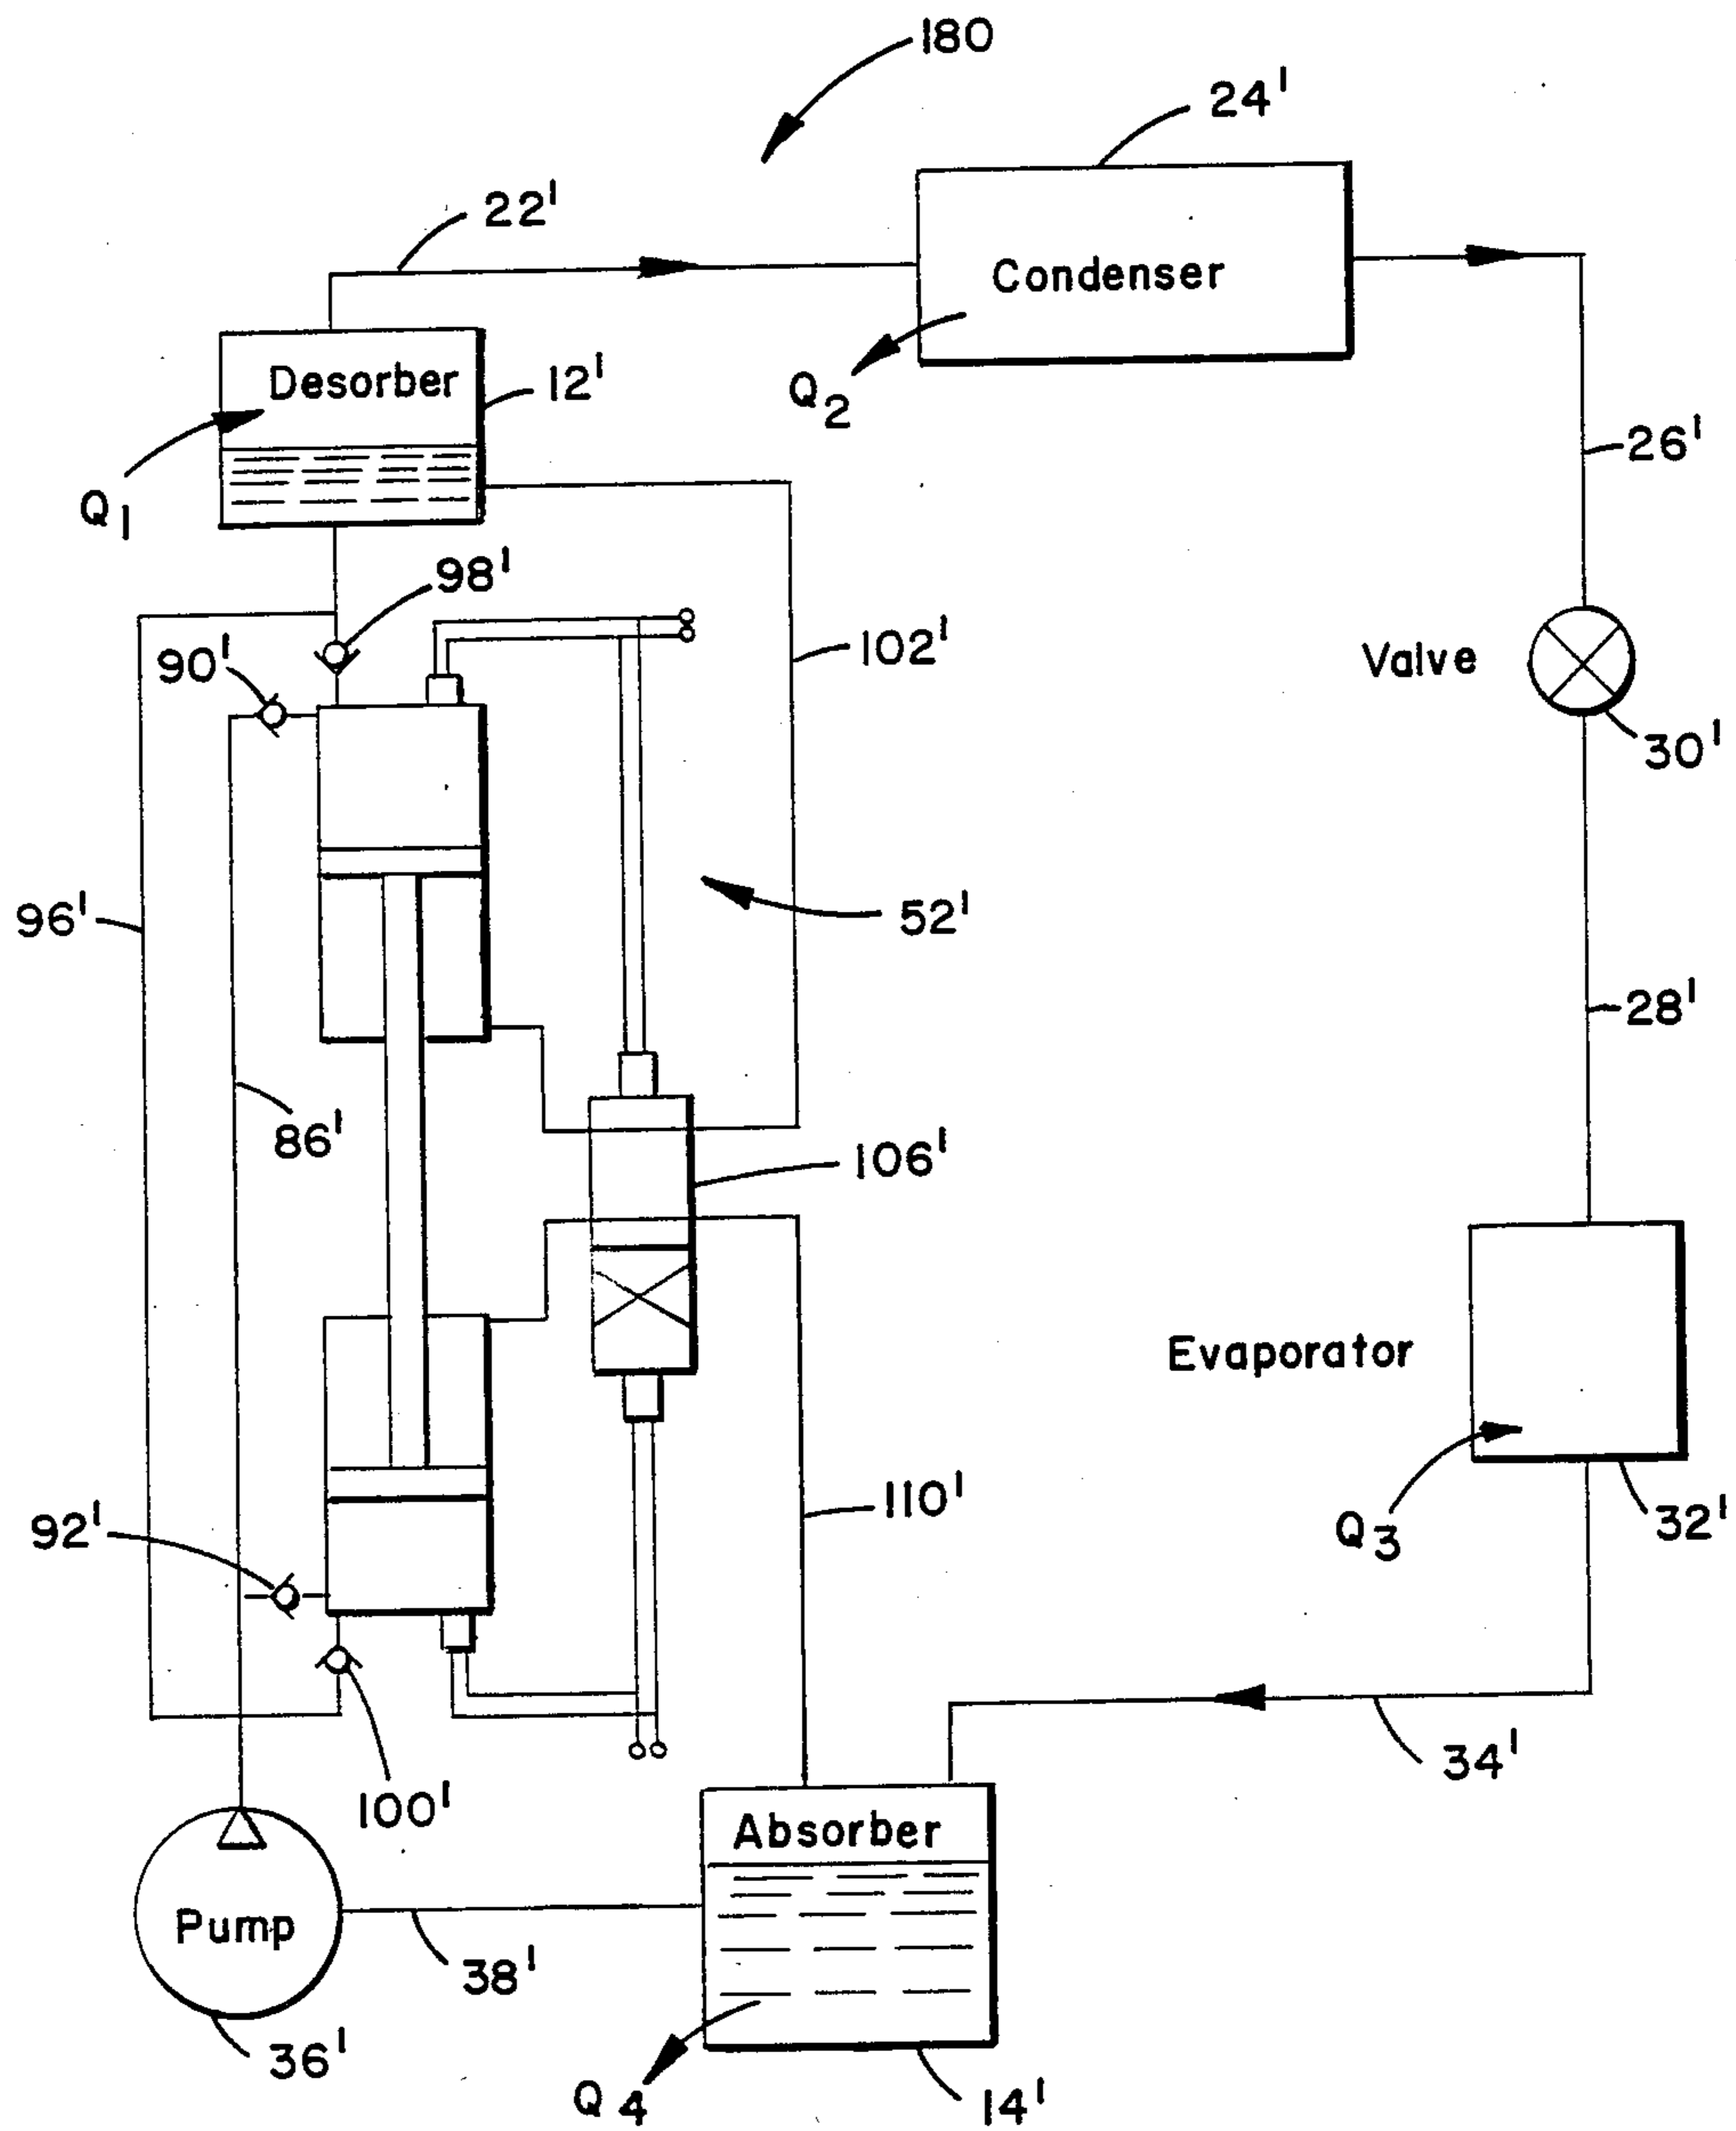 180
24'
22'
Condenser
Desorber
12'
Q2
26'
Q1
98'
90'
102'
Valve
30'
96'
52'
28'
86'
106'
Evaporator
110'
92'
Q3
32'
34'
100'
Absorber
Pump
38'
36'
Q4
14'